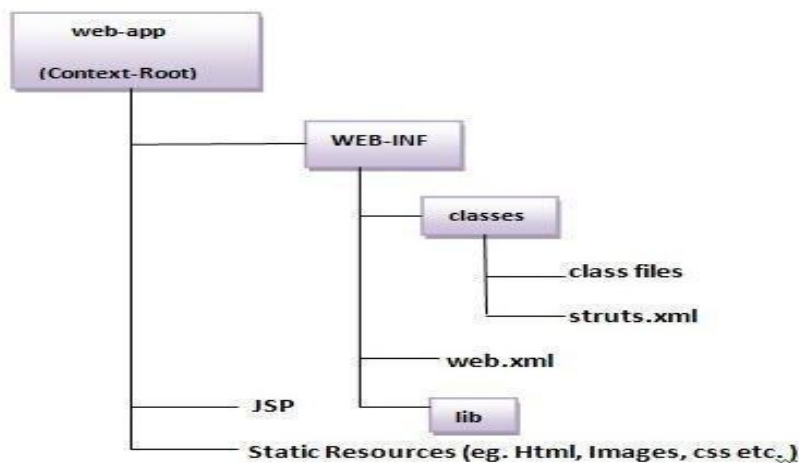 web-app
(Context-Root)
WEB-INF
classes
class files
struts.xml
web.xml
JSP
lib
Static Resources (eg. Html, Images, css etc. )